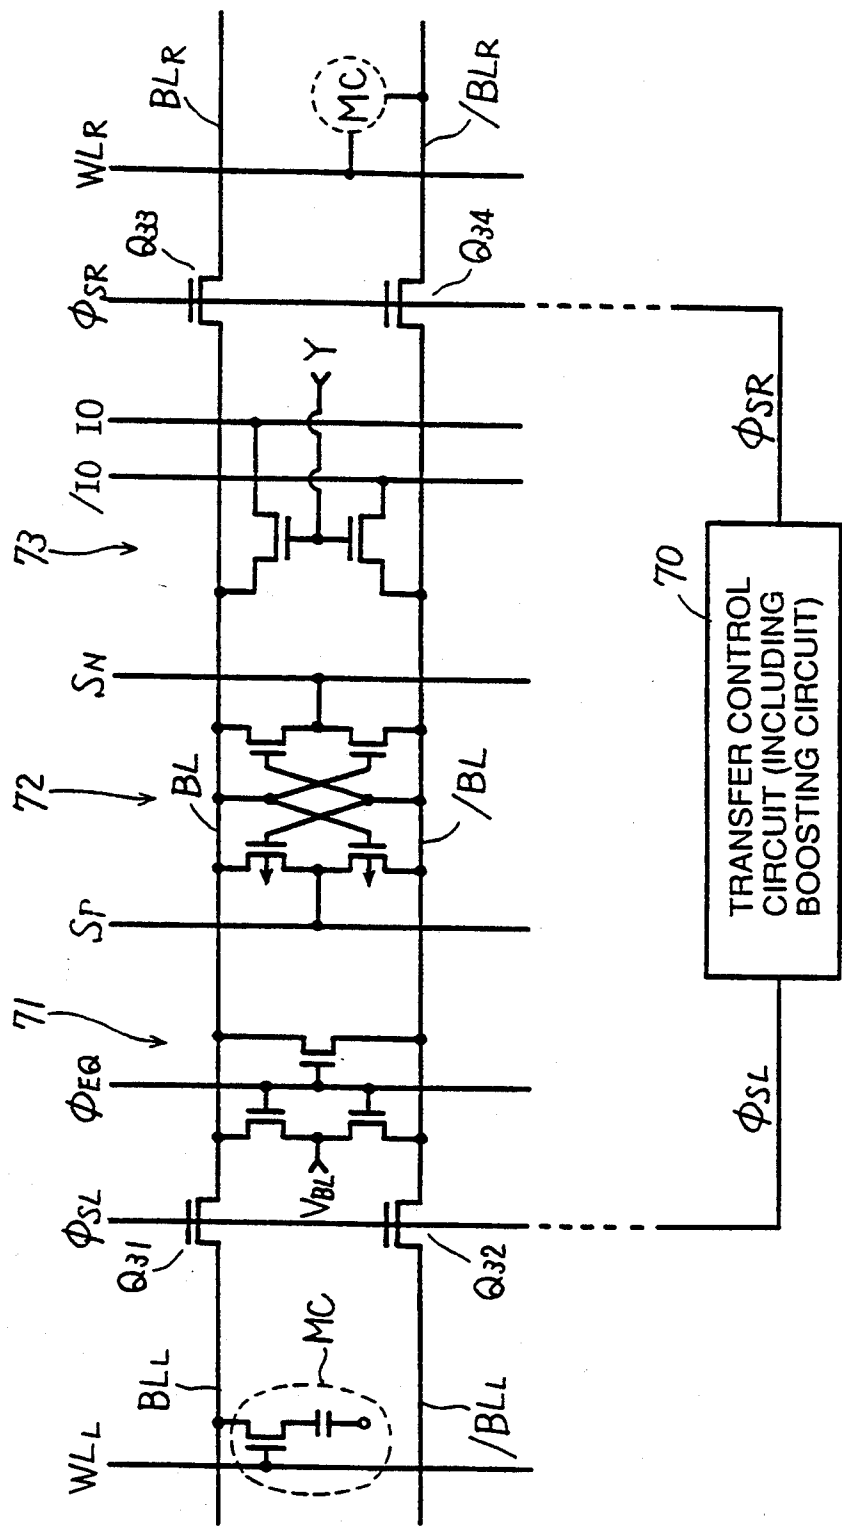 WLL
ΦSL
ΦEQ
71
SP
72
SN
73
/IO
IO
ΦSR
WLR
BLL
Q31
BL
Q33
BLR
MC
VBL
Y
MC
/BLL
Q32
/BL
Q34
/BLR
ΦSL
70
ΦSR
TRANSFER CONTROL
CIRCUIT (INCLUDING
BOOSTING CIRCUIT)